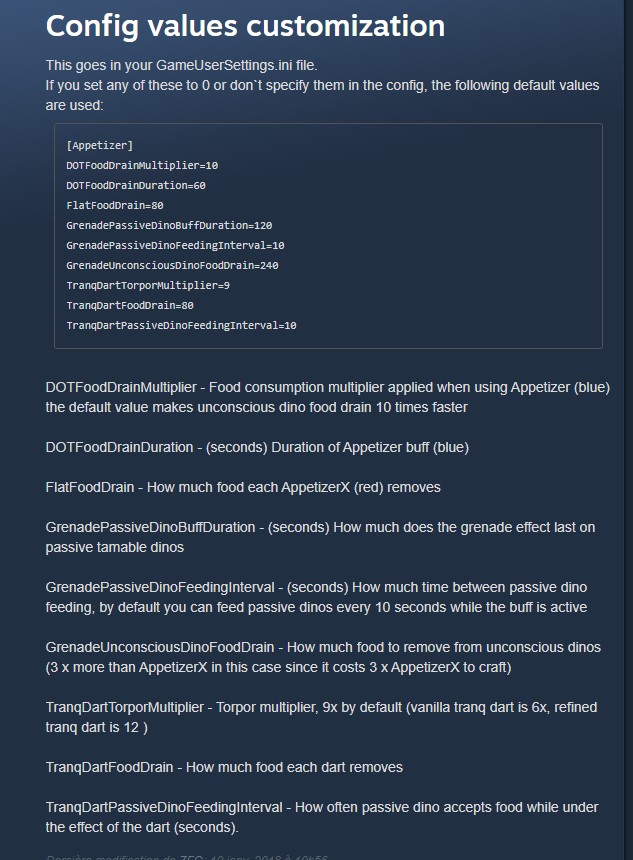 Config values customization
This goes in your GameUserSettings.ini file.
If you set any of these to 0 or don`t specify them in the config, the following default values
are used:
[Appetizer]
DOTFoodDrainMultiplier=10
DOTFoodDrainDuration=60
FlatFoodDrain=80
GrenadePassiveDinoBuffDuration=120
GrenadePassiveDinoFeedingInterval=10
GrenadeUnconsciousDinoFoodDrain=240
TranqDartTorporMultiplier=9
TranqDartFoodDrain=80
TranqDartPassiveDinoFeedingInterval=10
DOTFoodDrainMultiplier - Food consumption multiplier applied when using Appetizer (blue)
the default value makes unconscious dino food drain 10 times faster
DOTFoodDrainDuration - (seconds) Duration of Appetizer buff (blue)
FlatFoodDrain - How much food each AppetizerX (red) removes
GrenadePassiveDinoBuffDuration - (seconds) How much does the grenade effect last on
passive tamable dinos
GrenadePassiveDinoFeedingInterval - (seconds) How much time between passive dino
feeding, by default you can feed passive dinos every 10 seconds while the buff is active
GrenadeUnconsciousDinoFoodDrain - How much food to remove from unconscious dinos
(3 x more than AppetizerX in this case since it costs 3 x AppetizerX to craft)
TranqDartTorporMultiplier - Torpor multiplier, 9x by default (vanilla tranq dart is 6x, refined
tranq dart is 12 )
TranqDartFoodDrain - How much food each dart removes
TranqDartPassiveDinoFeedingInterval - How often passive dino accepts food while under
the effect of the dart (seconds).